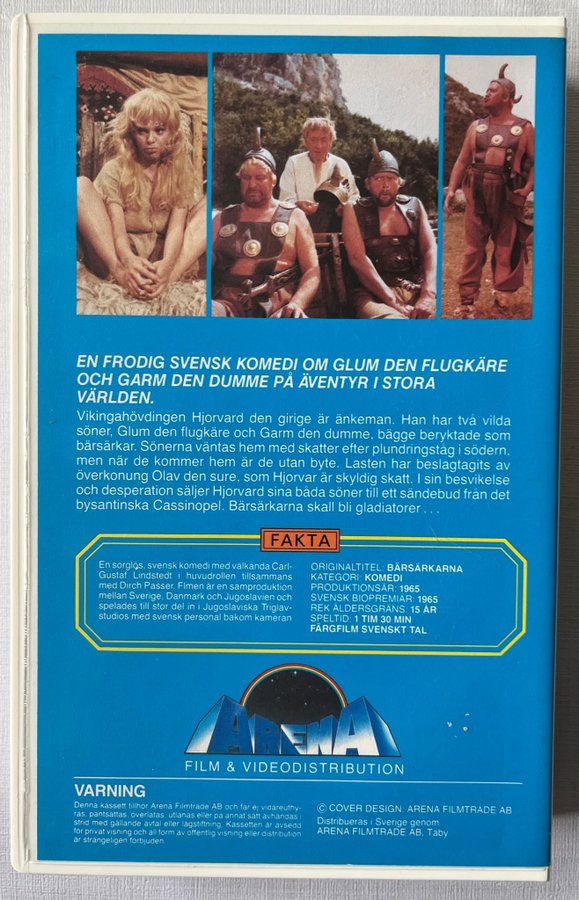 EN FRODIG SVENSK KOMEDI OM GLUM DEN FLUGKÄRE
OCH GARM DEN DUMME PÅ ÄVENTYR I STORA
VÄRLDEN.
Vikingahövdingen Hjorvard den girige är änkeman. Han har två vilda
söner, Glum den flugkäre och Garm den dumme, bägge beryktade som
bärsärkar. Sönerna väntas hem med skatter efter plundringståg i södern,
men när de kommer hem är de utan byte. Lasten har beslagtagits av
överkonung Olav den sure, som Hjorvar är skyldig skatt. I sin besvikelse
och desperation säljer Hjorvard sina båda söner till ett sändebud från det
bysantinska Cassinopel. Bärsärkarna skall bli gladiatorer . . .
FAKTA
En sorglös, svensk komedi med välkända Carl-
Gustaf Lindstedt i huvudrollen tillsammans
med Dirch Passer. FImen är en samproduktion
mellan Sverige, Danmark och Jugoslavien och
spelades till stor del in i Jugoslaviska Triglav-
studios med svensk personal bakom kameran
ORIGINALTITEL: BÄRSÄRKARNA
KATEGORI: KOMEDI
PRODUKTIONSÅR: 1965
SVENSK BIOPREMIÄR: 1965
REK ÅLDERSGRÄNS: 15 ÅR
SPELTID: 1 TIM 30 MIN
FÄRGFILM SVENSKT TAL
ARENA
FILM & VIDEODISTRIBUTION
VARNING
Denna kassett tillhör Arena Filmtrade AB och får ej vidareuthy-
ras, pantsättas, överlåtas, utlånas eller på annat sätt avhändas i
strid med gällande avtal eller lagstiftning. Kassetten är avsedd
för privat visning och all form av offentlig visning eller distribution
är strängeligen förbjuden.
© COVER DESIGN: ARENA FILMTRADE AB
Distribueras i Sverige genom
ARENA FILMTRADE AB, Täby